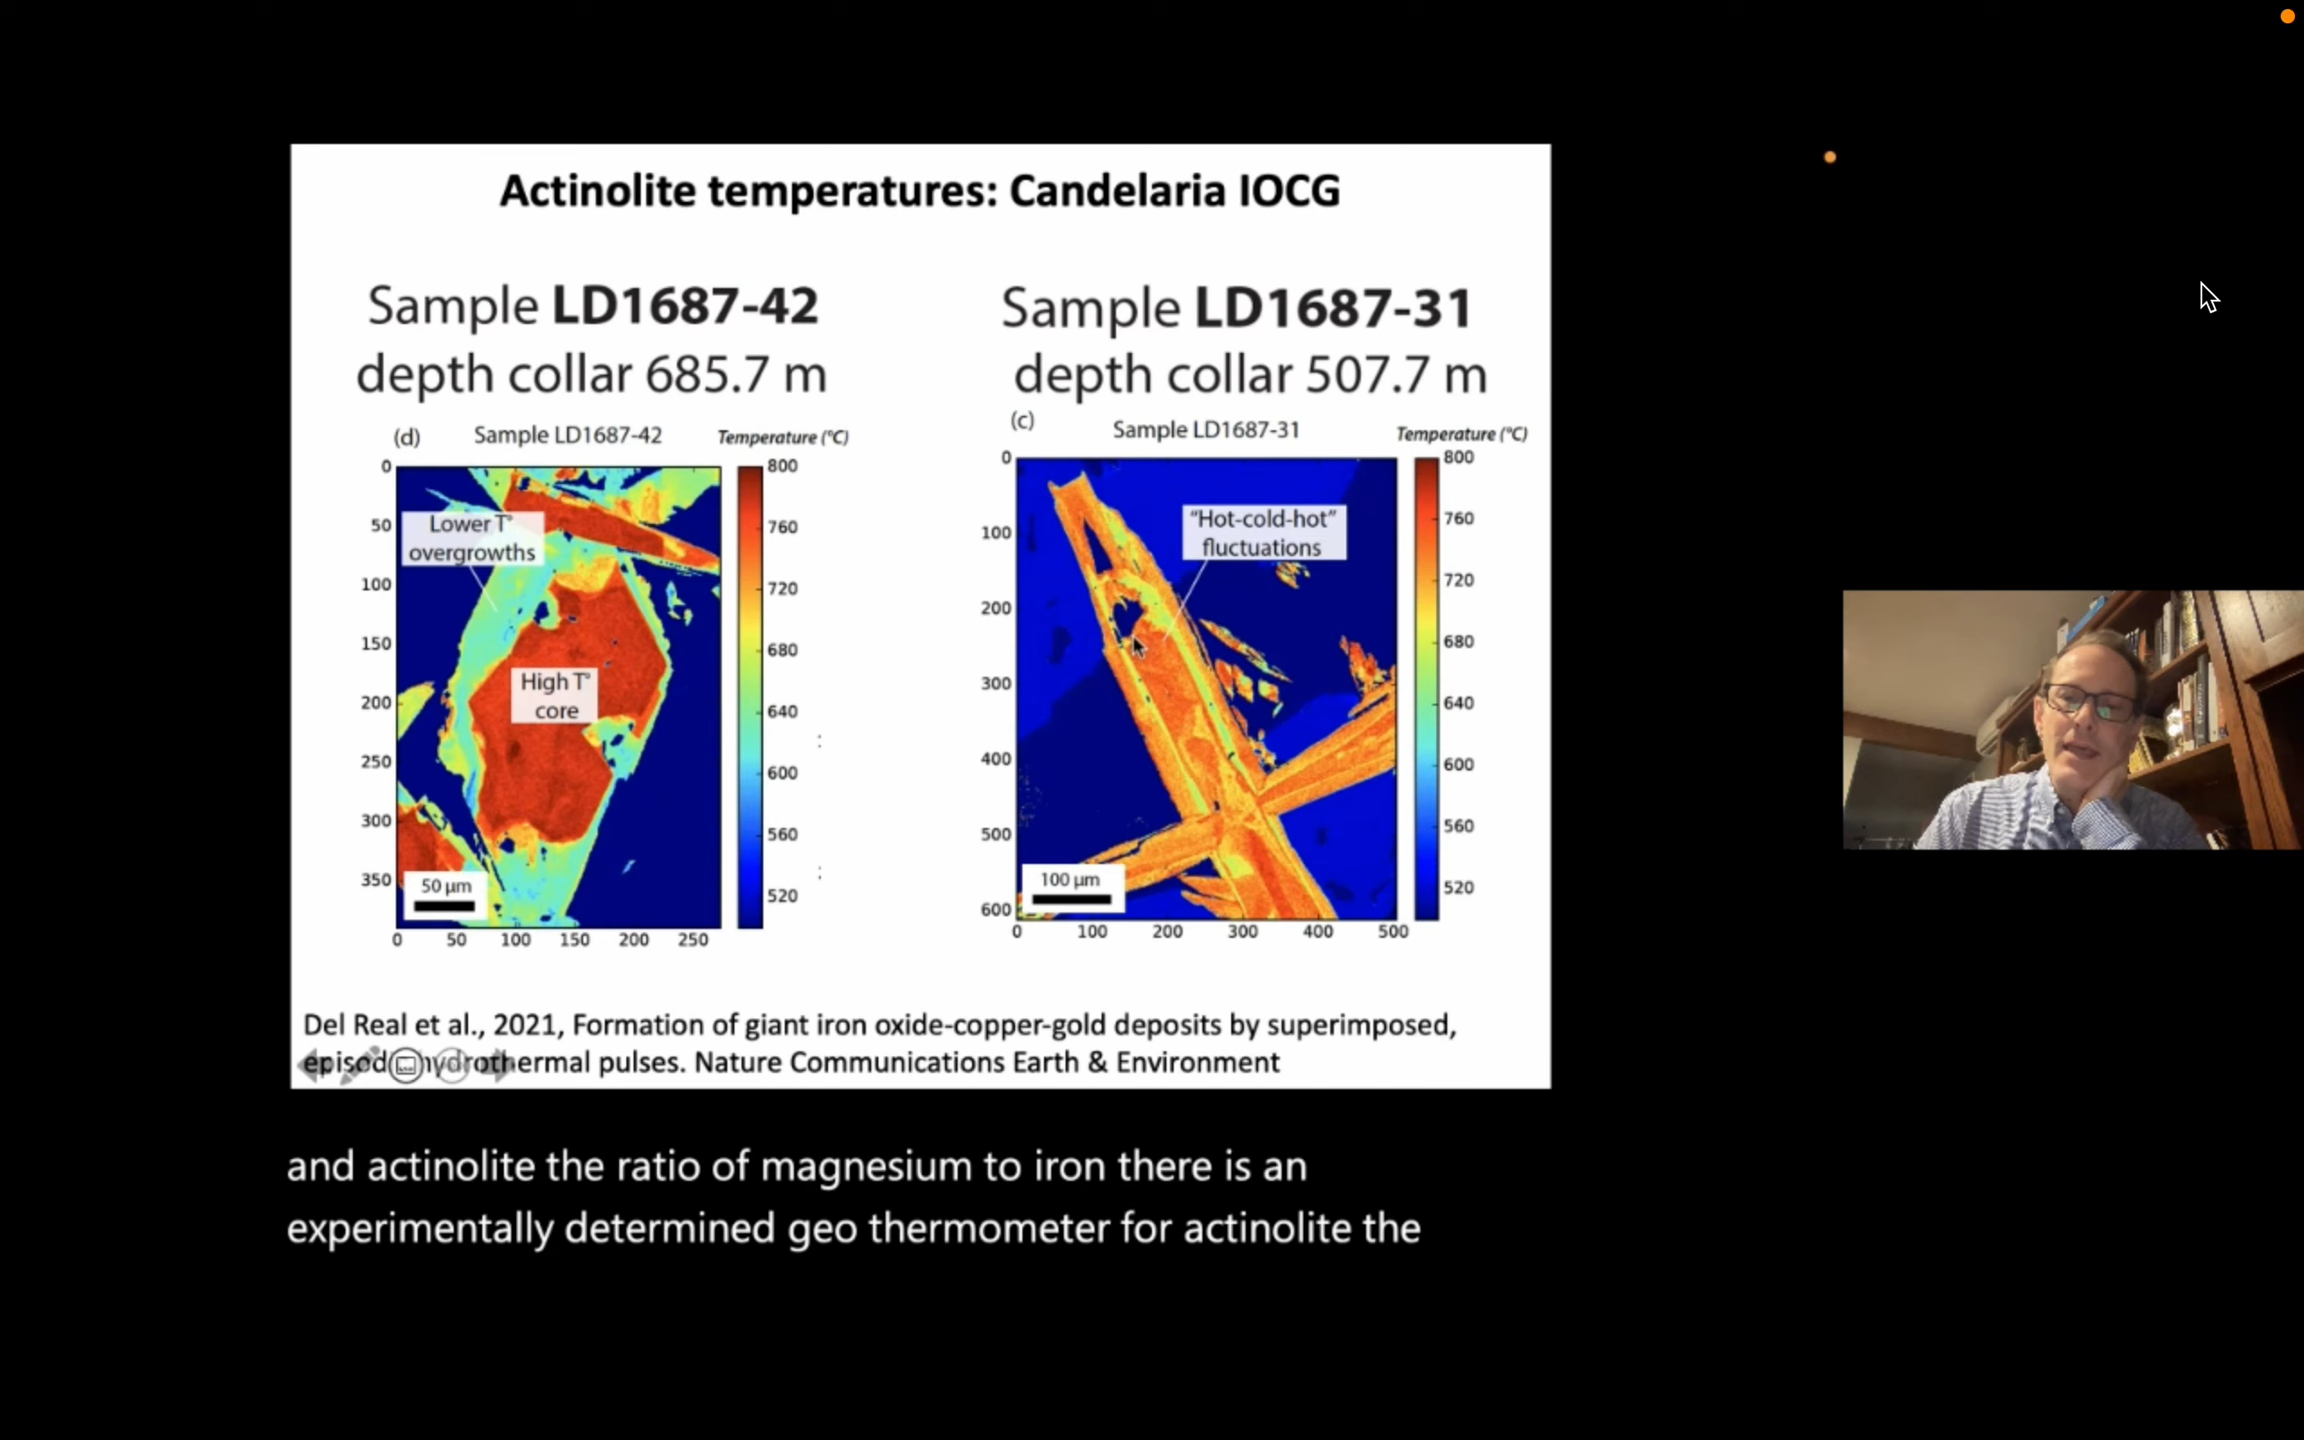 Actinolite temperatures: Candelaria IOCG
Sample LD1687-42
depth collar 685.7 m
(d) Sample LD1687-42 Temperature (°C)
0
50
100
150
200
250
300
350
0 50 100 150 200 250
800
760
720
680
640
600
560
520
Lower T°
overgrowths
High T°
core
50 µm
:
:
Sample LD1687-31
depth collar 507.7 m
(c) Sample LD1687-31 Temperature (°C)
0
100
200
300
400
500
600
0 100 200 300 400 500
800
760
720
680
640
600
560
520
“Hot-cold-hot”
fluctuations
100 µm
Del Real et al., 2021, Formation of giant iron oxide-copper-gold deposits by superimposed,
hydrothermal pulses. Nature Communications Earth & Environment
and actinolite the ratio of magnesium to iron there is an
experimentally determined geo thermometer for actinolite the